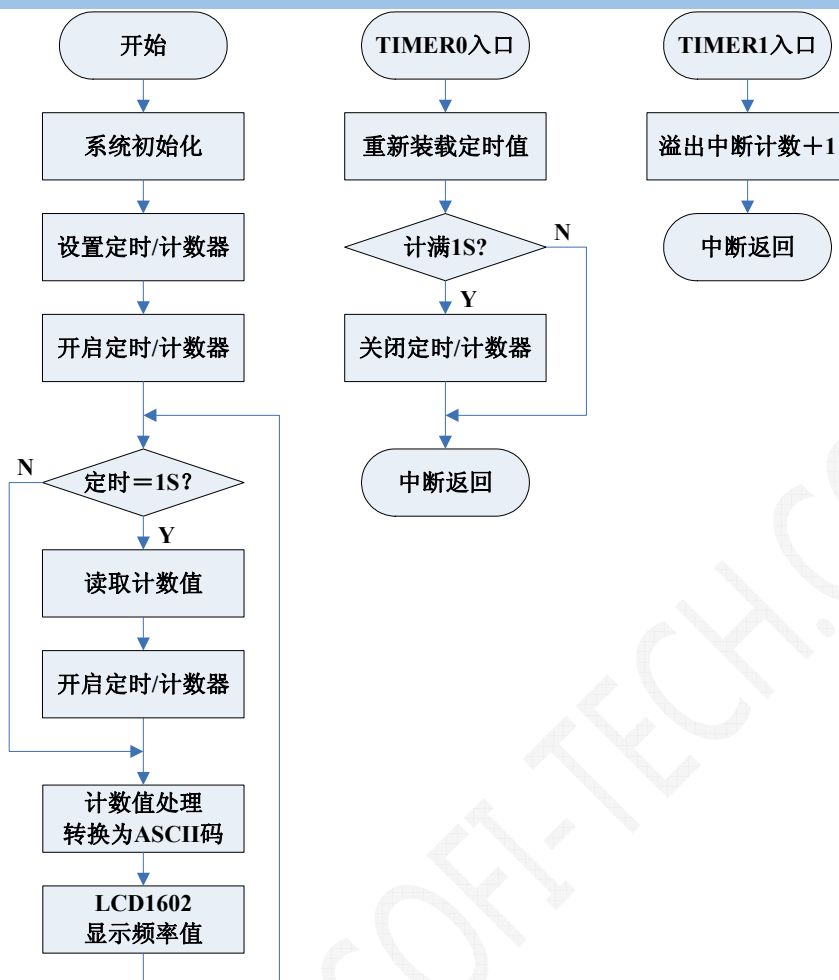 开始
系统初始化
设置定时/计数器
开启定时/计数器
定时＝1S？
N
Y
读取计数值
开启定时/计数器
计数值处理
转换为ASCII码
LCD1602
显示频率值
TIMER0入口
重新装载定时值
计满1S?
N
Y
关闭定时/计数器
中断返回
TIMER1入口
溢出中断计数＋1
中断返回
SOFI-TECH.C